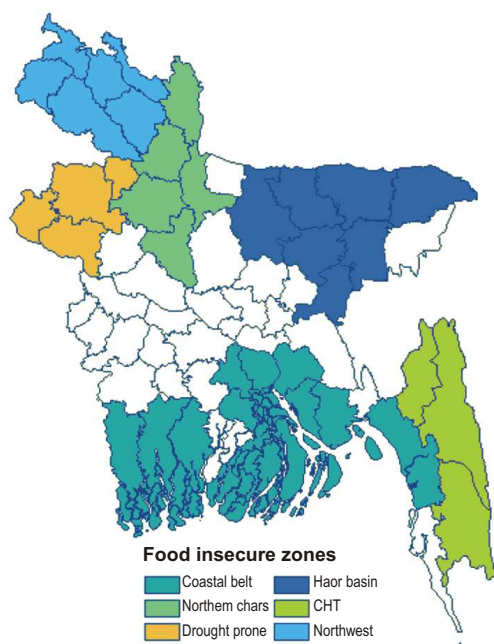 Food insecure zones
Coastal belt
Haor basin
Northem chars
CHT
Drought prone
Northwest